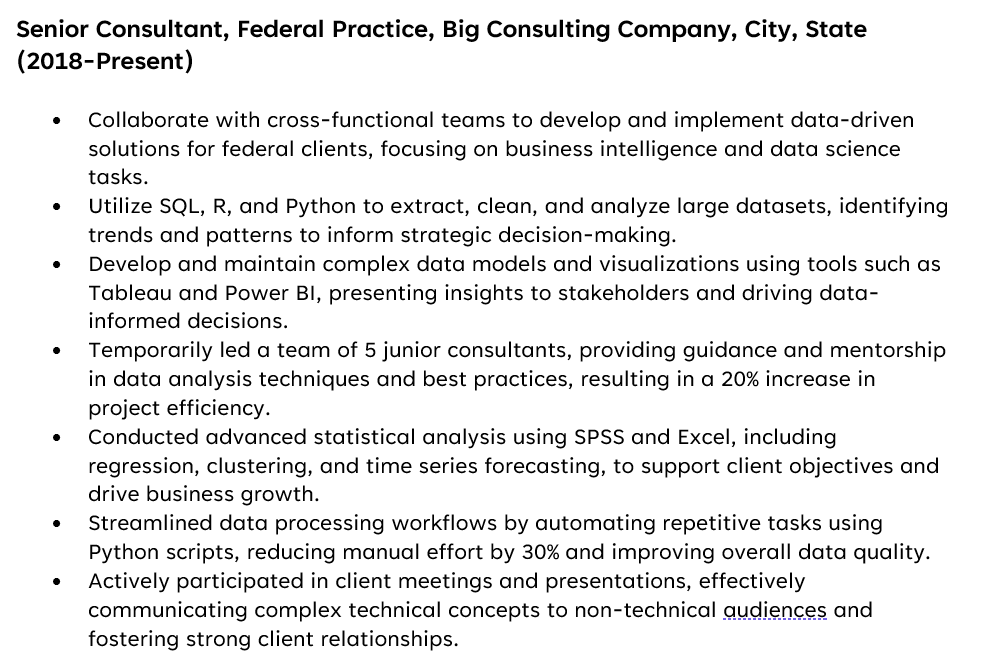 Senior Consultant, Federal Practice, Big Consulting Company, City, State
(2018-Present)
• Collaborate with cross-functional teams to develop and implement data-driven
solutions for federal clients, focusing on business intelligence and data science
tasks.
• Utilize SQL, R, and Python to extract, clean, and analyze large datasets, identifying
trends and patterns to inform strategic decision-making.
• Develop and maintain complex data models and visualizations using tools such as
Tableau and Power BI, presenting insights to stakeholders and driving data-
informed decisions.
• Temporarily led a team of 5 junior consultants, providing guidance and mentorship
in data analysis techniques and best practices, resulting in a 20% increase in
project efficiency.
• Conducted advanced statistical analysis using SPSS and Excel, including
regression, clustering, and time series forecasting, to support client objectives and
drive business growth.
• Streamlined data processing workflows by automating repetitive tasks using
Python scripts, reducing manual effort by 30% and improving overall data quality.
• Actively participated in client meetings and presentations, effectively
communicating complex technical concepts to non-technical audiences and
fostering strong client relationships.